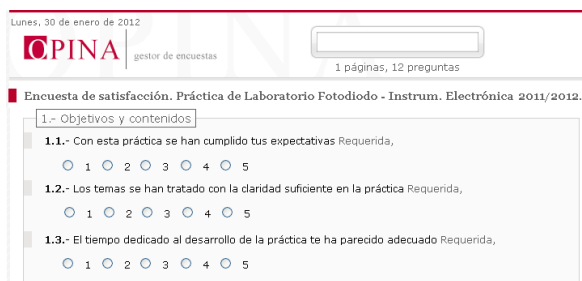 Lunes, 30 de enero de 2012
OPINA gestor de encuestas
1 páginas, 12 preguntas
Encuesta de satisfacción. Práctica de Laboratorio Fotodiodo - Instrum. Electrónica 2011/2012.
1.- Objetivos y contenidos
1.1.- Con esta práctica se han cumplido tus expectativas Requerida,
1 2 3 4 5
1.2.- Los temas se han tratado con la claridad suficiente en la práctica Requerida,
1 2 3 4 5
1.3.- El tiempo dedicado al desarrollo de la práctica te ha parecido adecuado Requerida,
1 2 3 4 5